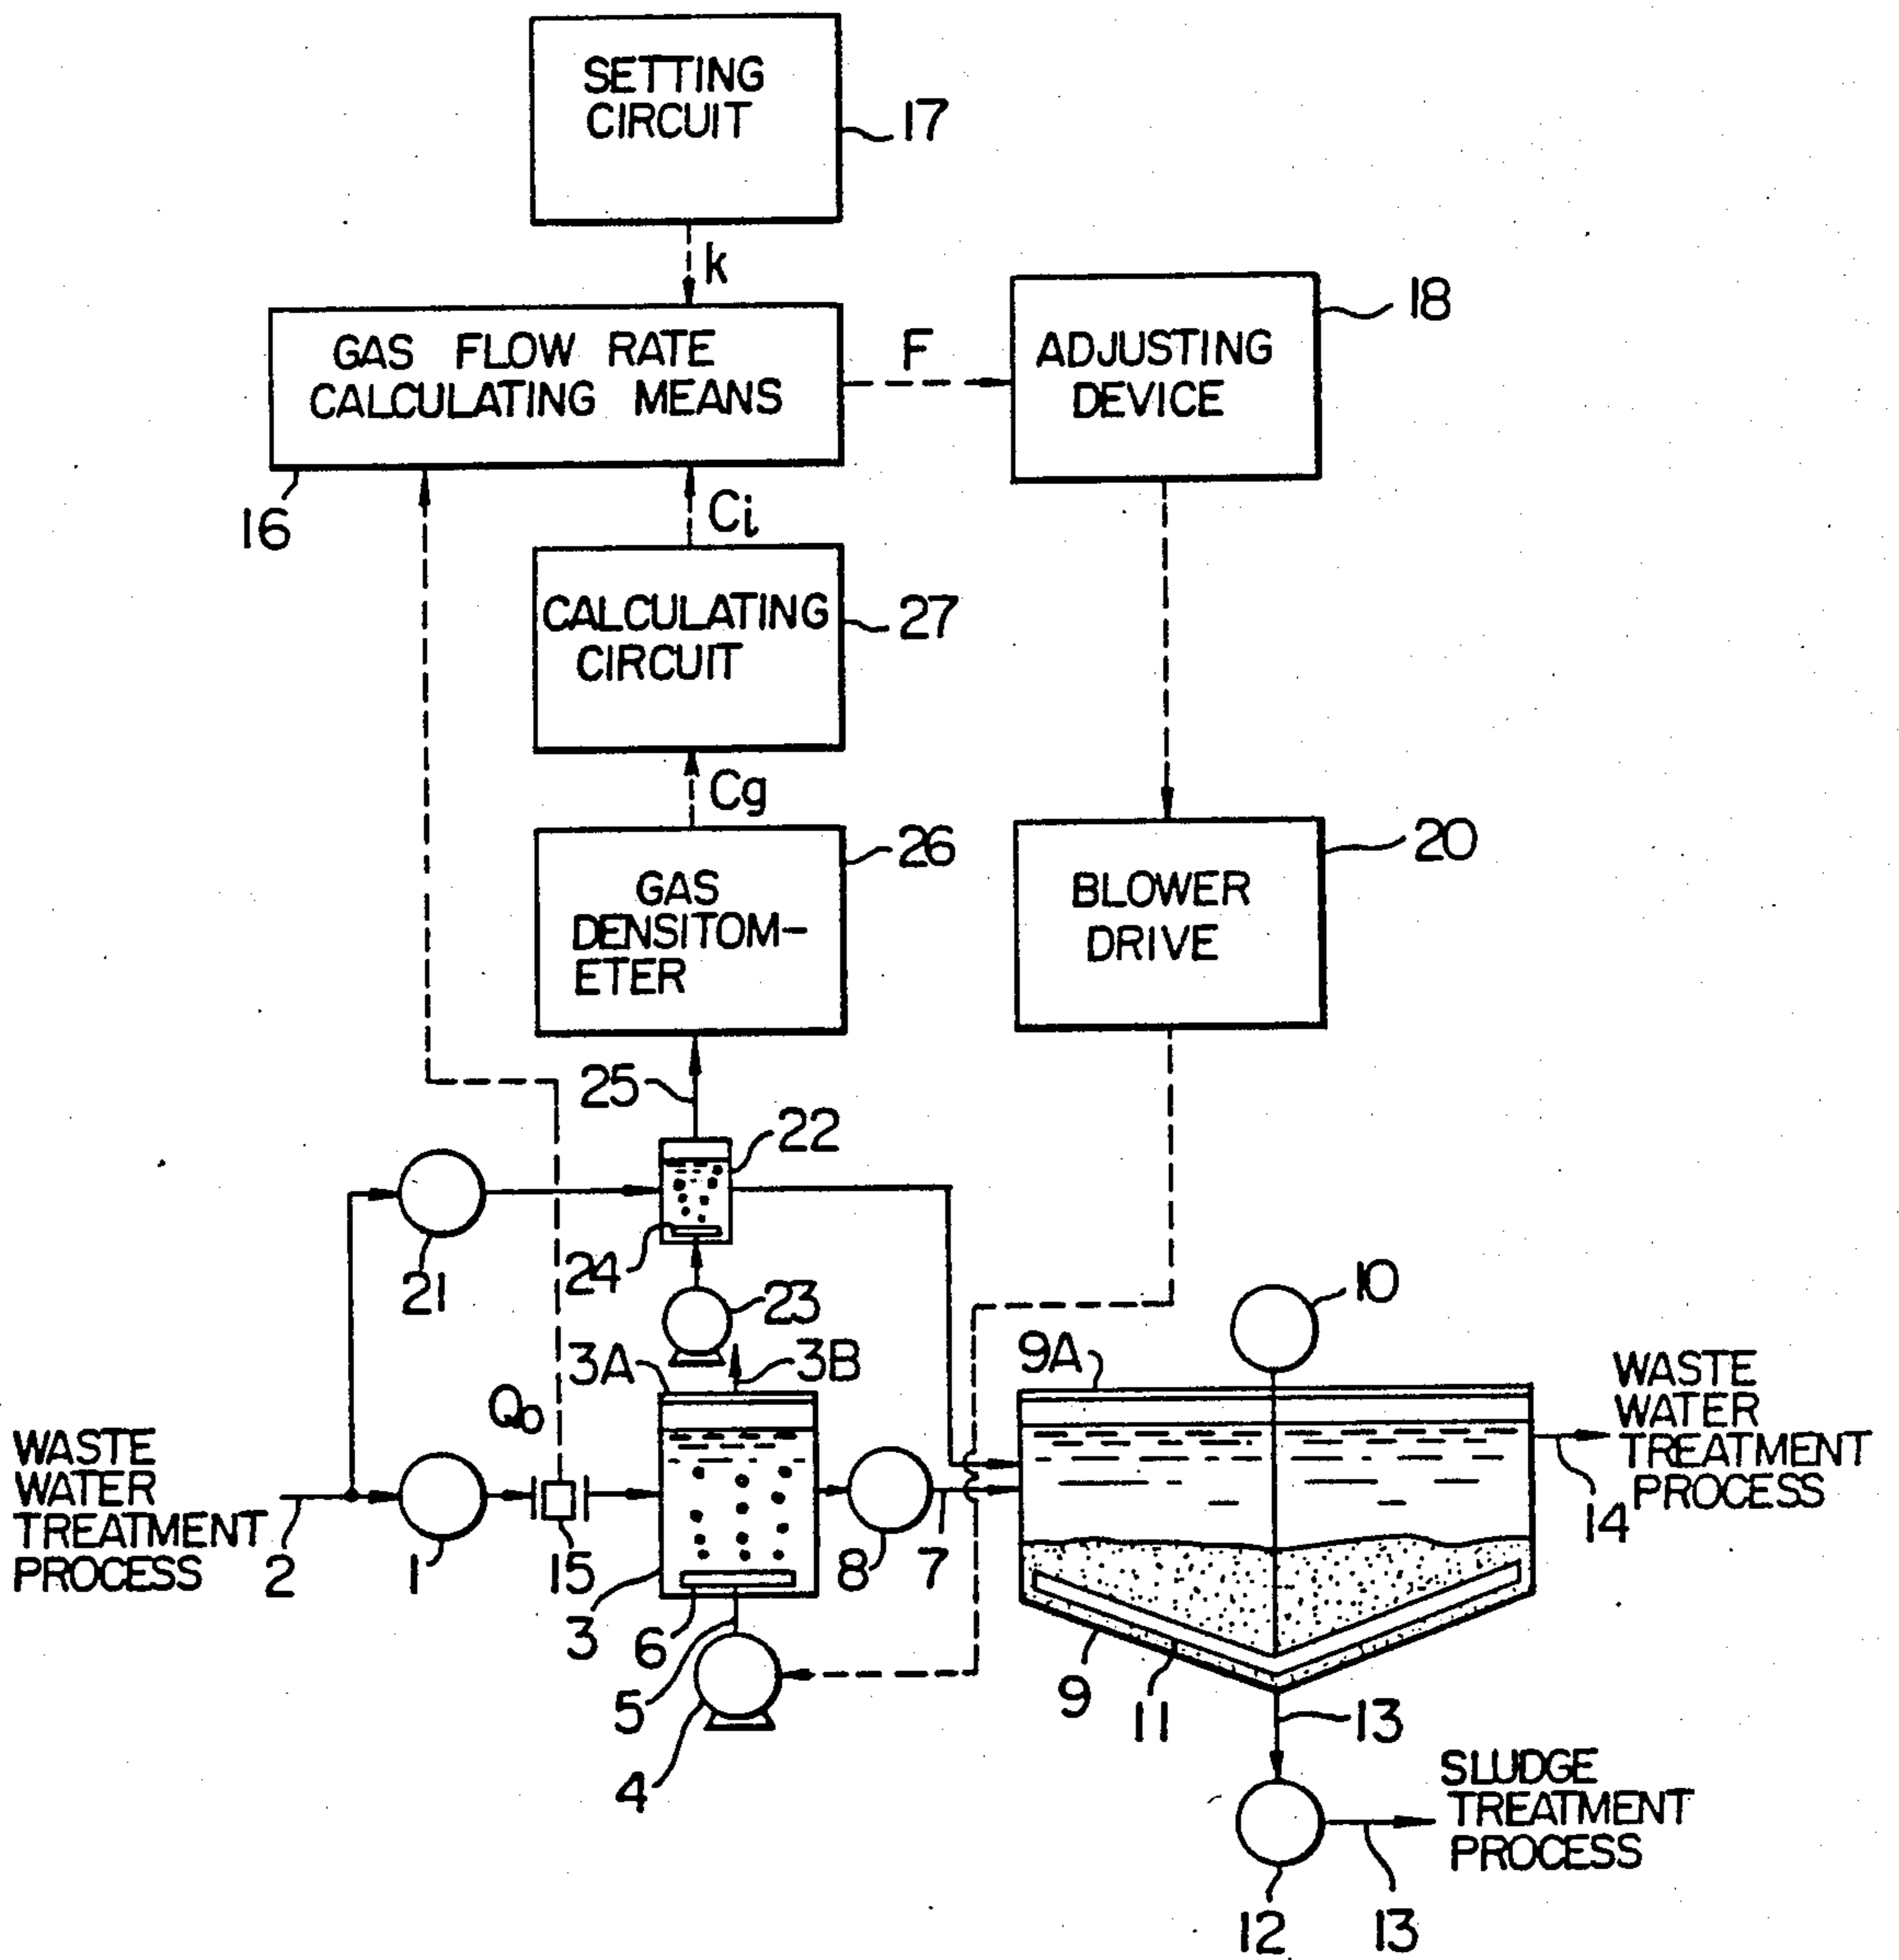 SETTING
CIRCUIT
17
k
GAS FLOW RATE
CALCULATING MEANS
16
F
ADJUSTING
DEVICE
18
Ci
CALCULATING
CIRCUIT
27
Cg
GAS
DENSITOM-
ETER
26
BLOWER
DRIVE
20
25
22
21
24
23
3A
3B
10
9A
Qo
WASTE
WATER
TREATMENT
PROCESS
2
1
15
3
6
5
4
8
7
9
11
13
WASTE
WATER
TREATMENT
PROCESS
14
12
13
SLUDGE
TREATMENT
PROCESS